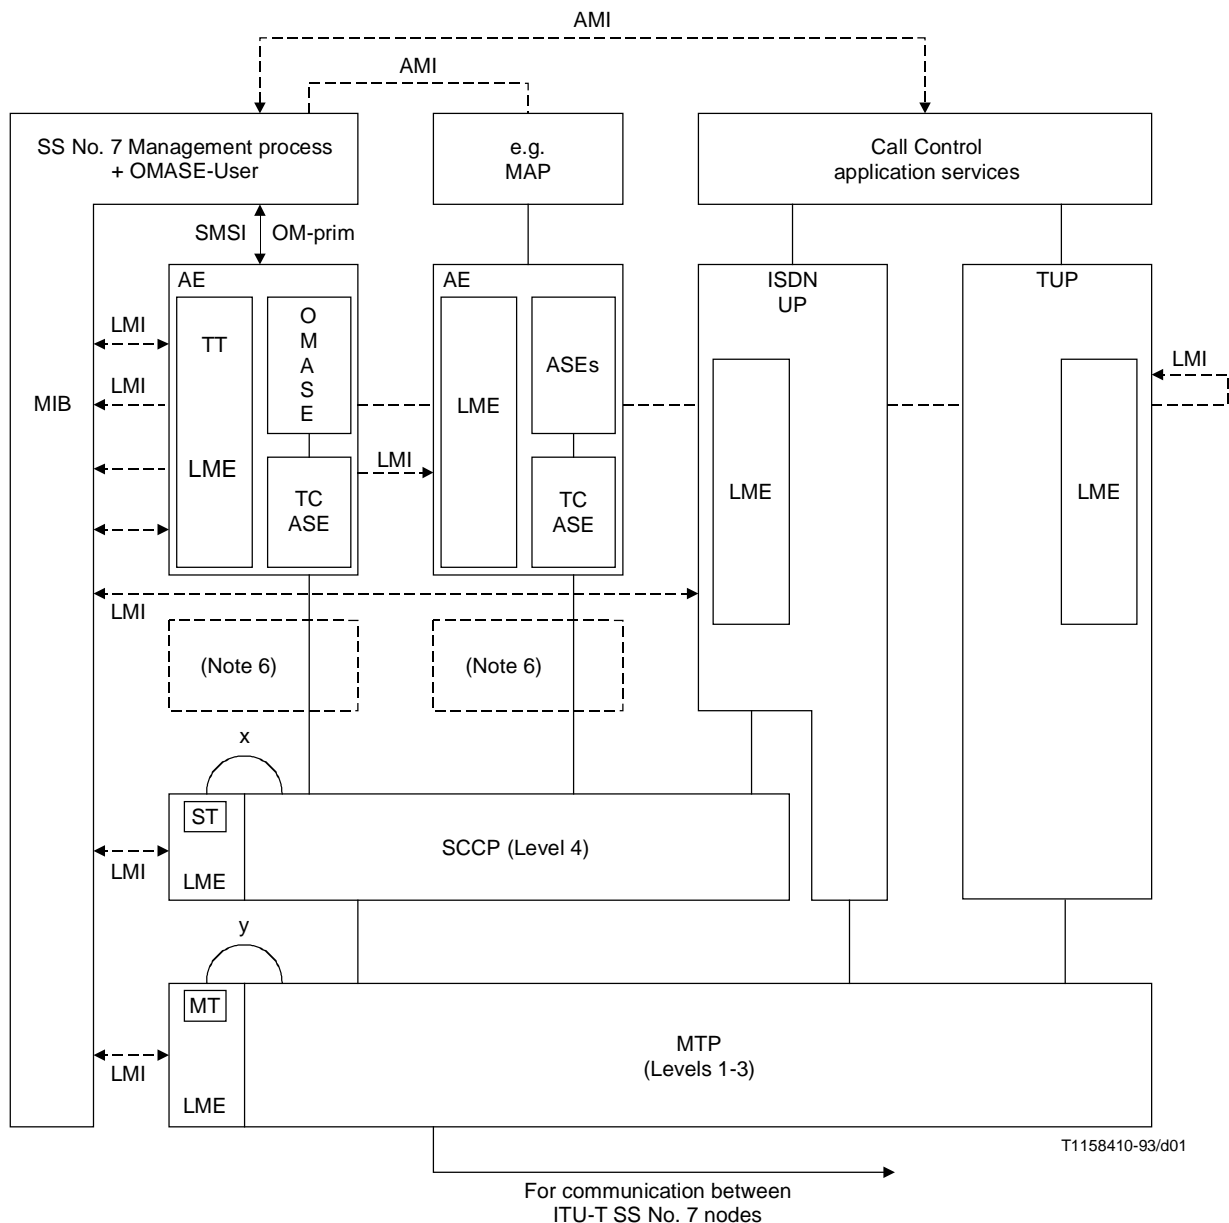 AMI
AMI
SS No. 7 Management process
+ OMASE-User
e.g.
MAP
Call Control
application services
SMSI
OM-prim
AE
AE
ISDN
UP
TUP
LMI
TT
O
M
A
S
E
ASEs
LMI
MIB
LMI
LME
LMI
LME
LMI
TC
ASE
TC
ASE
LME
LME
LMI
(Note 6)
(Note 6)
x
ST
SCCP (Level 4)
LMI
LME
y
MT
MTP
(Levels 1-3)
LMI
LME
T1158410-93/d01
For communication between
ITU-T SS No. 7 nodes